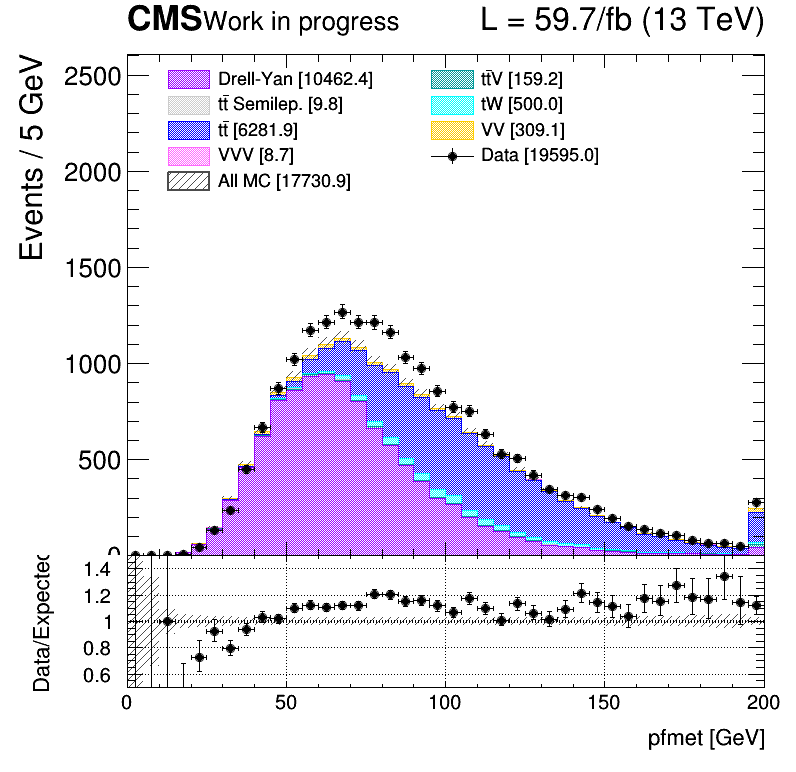 CMS Work in progress L = 59.7/fb (13 TeV)
Events / 5 GeV
2500
2000
1500
1000
500
0
Drell-Yan [10462.4]
tt̄ Semilep. [9.8]
tt̄ [6281.9]
VVV [8.7]
All MC [17730.9]
tt̄V [159.2]
tW [500.0]
VV [309.1]
Data [19595.0]
Data/Expected
1.4
1.2
1
0.8
0.6
0 50 100 150 200
pfmet [GeV]